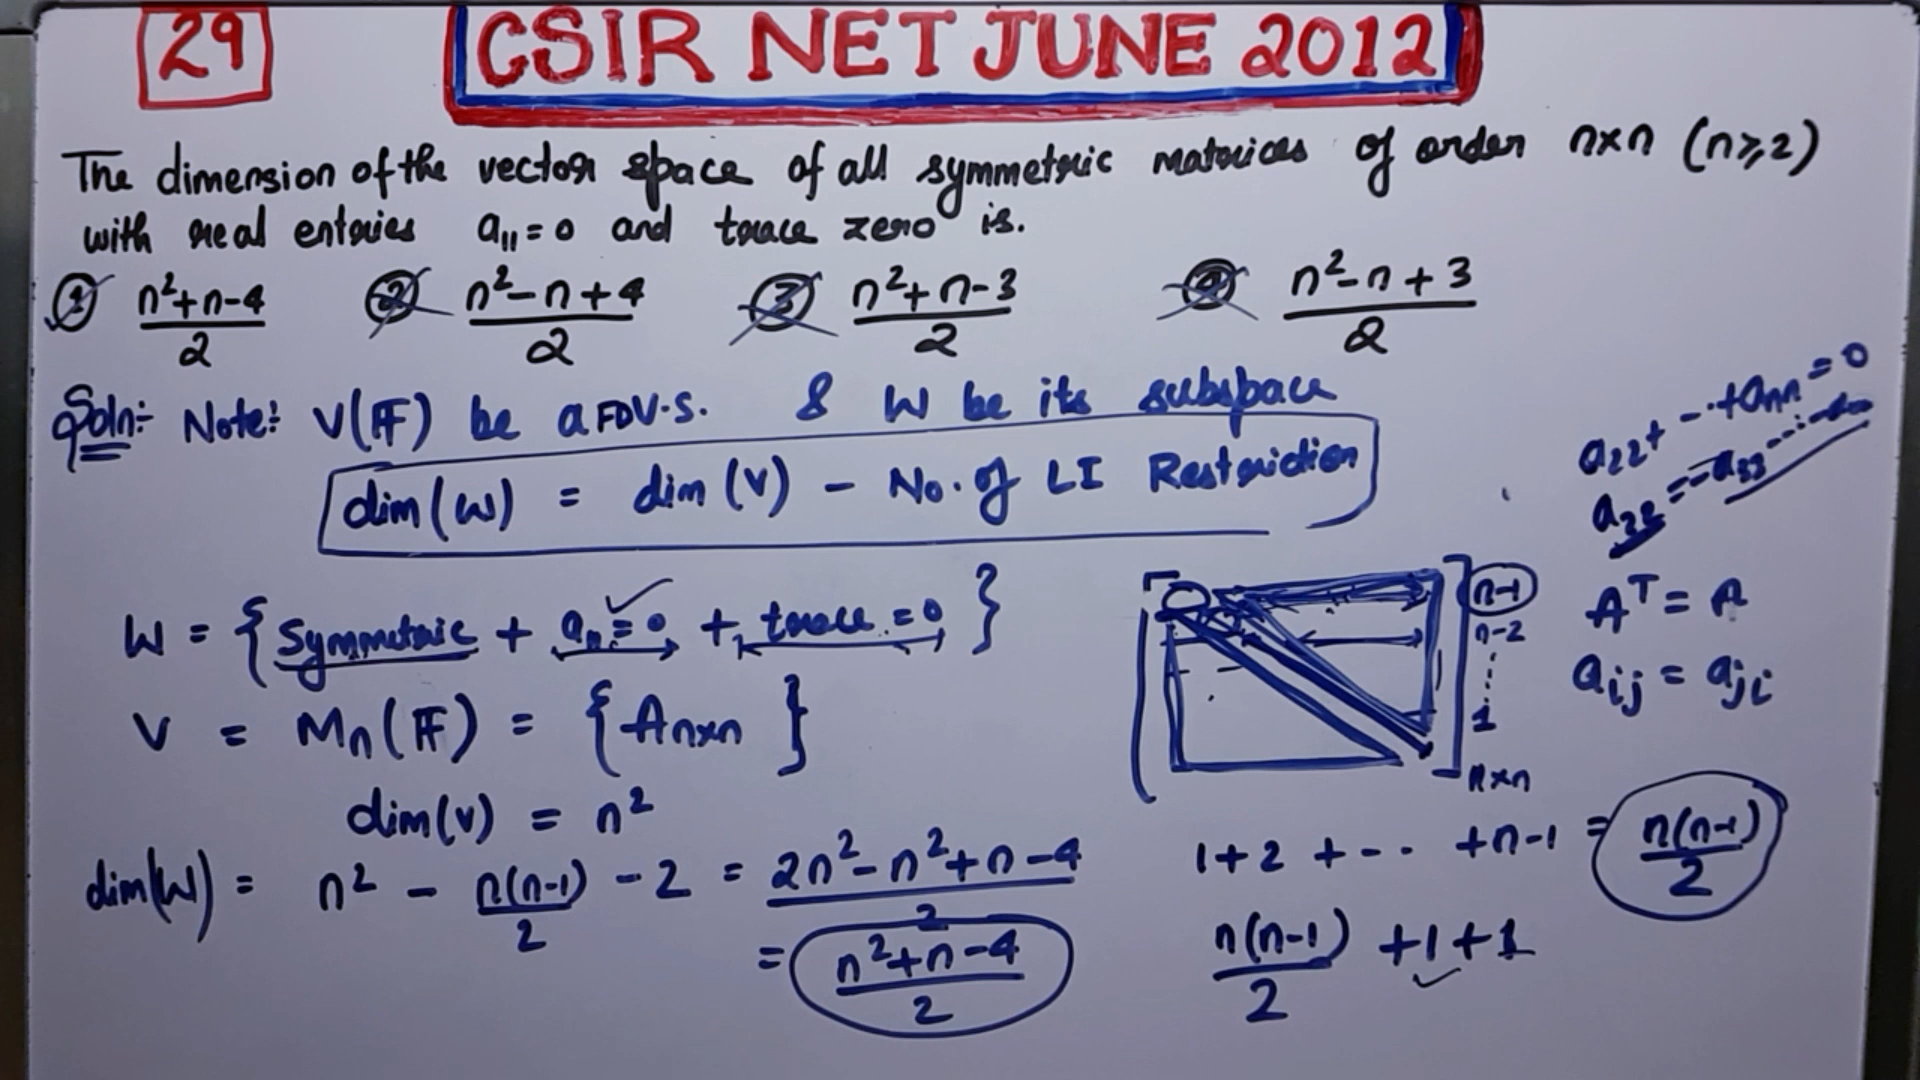 29
CSIR NET JUNE 2012
The dimension of the vector space of all symmetric matrices of order n×n (n≥2)
with real entries a₁₁=0 and trace zero is.
① n²+n-4/2 ② n²-n+4/2 ③ n²+n-3/2 ④ n²-n+3/2
Soln:- Note:- V(F) be a FDV.S. & W be its subspace
dim(W) = dim(V) - No. of LI Restriction
a₂₂+ - - +aₙₙ = 0
a₂₂ = -a₃₃ ---
W = { Symmetric + a₁₁=0 + trace = 0 }
n-1
n-2
1
n×n
Aᵀ = A
aᵢⱼ = aⱼᵢ
V = Mₙ(F) = { Aₙₓₙ }
dim(V) = n²
dim(W) = n² - n(n-1)/2 - 2 = 2n²-n²+n-4/2
= n²+n-4/2
1+2+--- +n-1 = n(n-1)/2
n(n-1)/2 +1+1